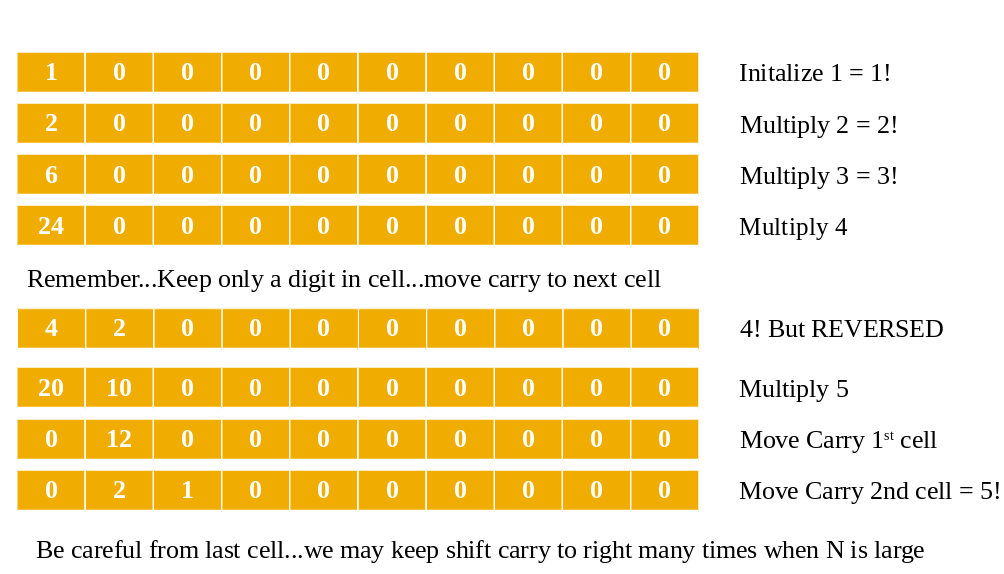 1 0 0 0 0 0 0 0 0 0 Initalize 1 = 1!
2 0 0 0 0 0 0 0 0 0 Multiply 2 = 2!
6 0 0 0 0 0 0 0 0 0 Multiply 3 = 3!
24 0 0 0 0 0 0 0 0 0 Multiply 4
Remember...Keep only a digit in cell...move carry to next cell
4 2 0 0 0 0 0 0 0 0 4! But REVERSED
20 10 0 0 0 0 0 0 0 0 Multiply 5
0 12 0 0 0 0 0 0 0 0 Move Carry 1st cell
0 2 1 0 0 0 0 0 0 0 Move Carry 2nd cell = 5!
Be careful from last cell...we may keep shift carry to right many times when N is large